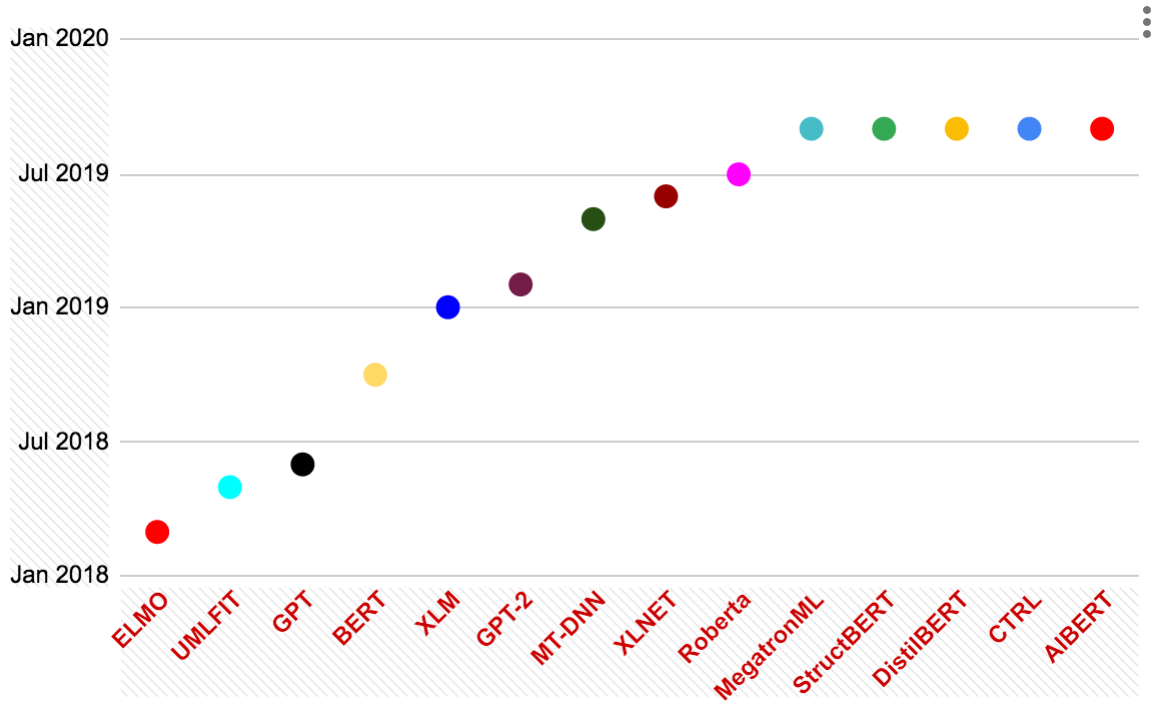 Jan 2020
Jul 2019
Jan 2019
Jul 2018
Jan 2018
ELMO
UMLFIT
GPT
BERT
XLM
GPT-2
MT-DNN
XLNET
Roberta
MegatronML
StructBERT
DistilBERT
CTRL
AlBERT